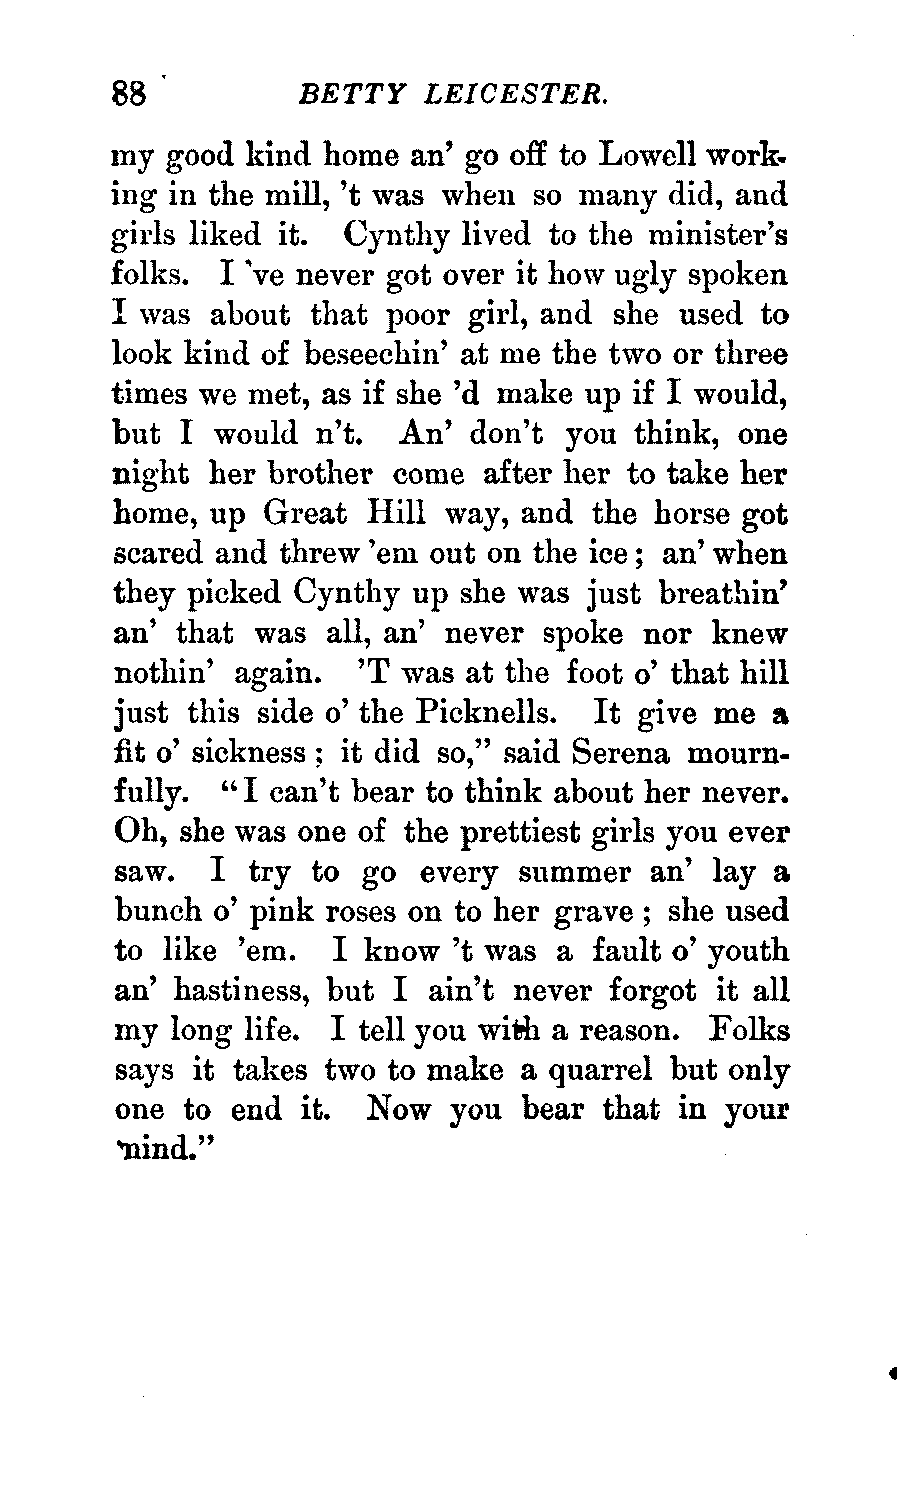 88 BETTY LEICESTER.
my good kind home an' go off to Lowell work-
ing in the mill, 't was when so many did, and
girls liked it. Cynthy lived to the minister's
folks. I 've never got over it how ugly spoken
I was about that poor girl, and she used to
look kind of beseechin' at me the two or three
times we met, as if she 'd make up if I would,
but I would n't. An' don't you think, one
night her brother come after her to take her
home, up Great Hill way, and the horse got
scared and threw 'em out on the ice; an' when
they picked Cynthy up she was just breathin'
an' that was all, an' never spoke nor knew
nothin' again. 'T was at the foot o' that hill
just this side o' the Picknells. It give me a
fit o' sickness; it did so," said Serena mourn-
fully. "I can't bear to think about her never.
Oh, she was one of the prettiest girls you ever
saw. I try to go every summer an' lay a
bunch o' pink roses on to her grave; she used
to like 'em. I know 't was a fault o' youth
an' hastiness, but I ain't never forgot it all
my long life. I tell you with a reason. Folks
says it takes two to make a quarrel but only
one to end it. Now you bear that in your
mind."